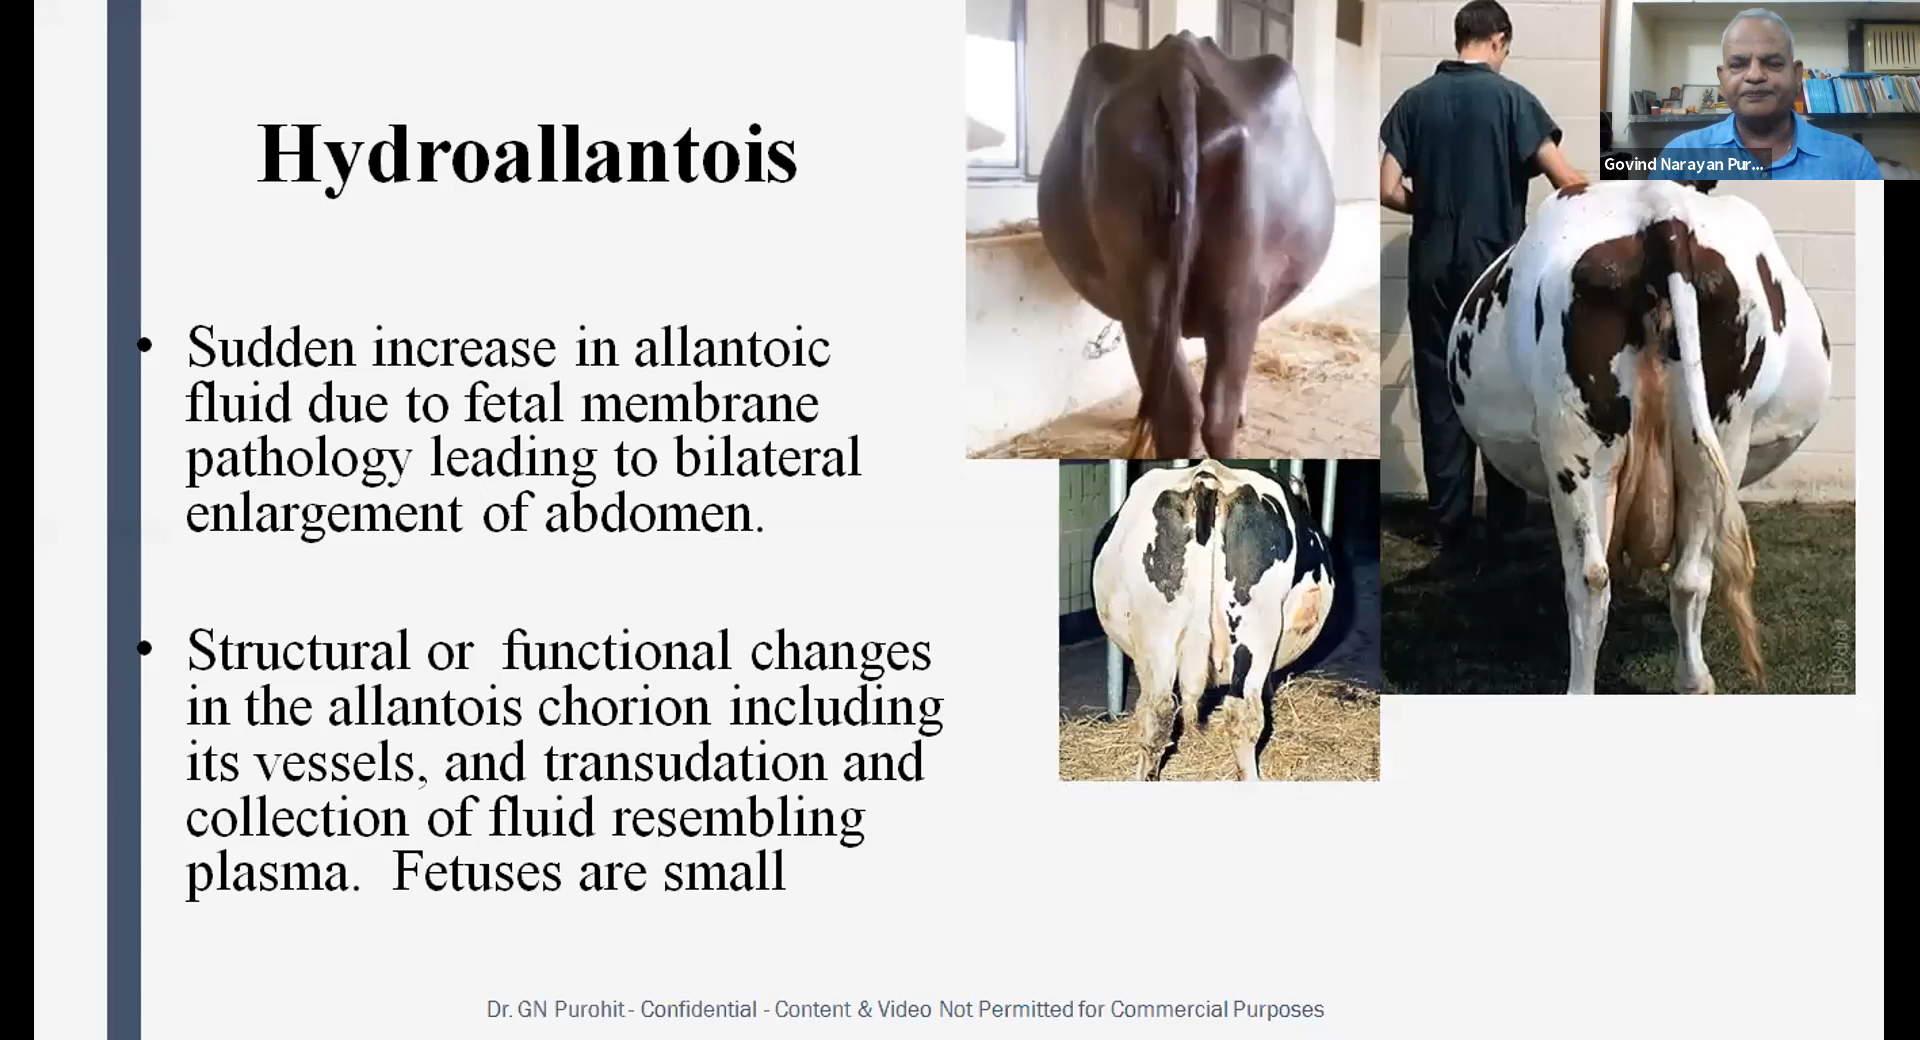 Hydroallantois
• Sudden increase in allantoic
fluid due to fetal membrane
pathology leading to bilateral
enlargement of abdomen.
• Structural or functional changes
in the allantois chorion including
its vessels, and transudation and
collection of fluid resembling
plasma. Fetuses are small
Govind Narayan Pur...
Dr. GN Purohit - Confidential - Content & Video Not Permitted for Commercial Purposes